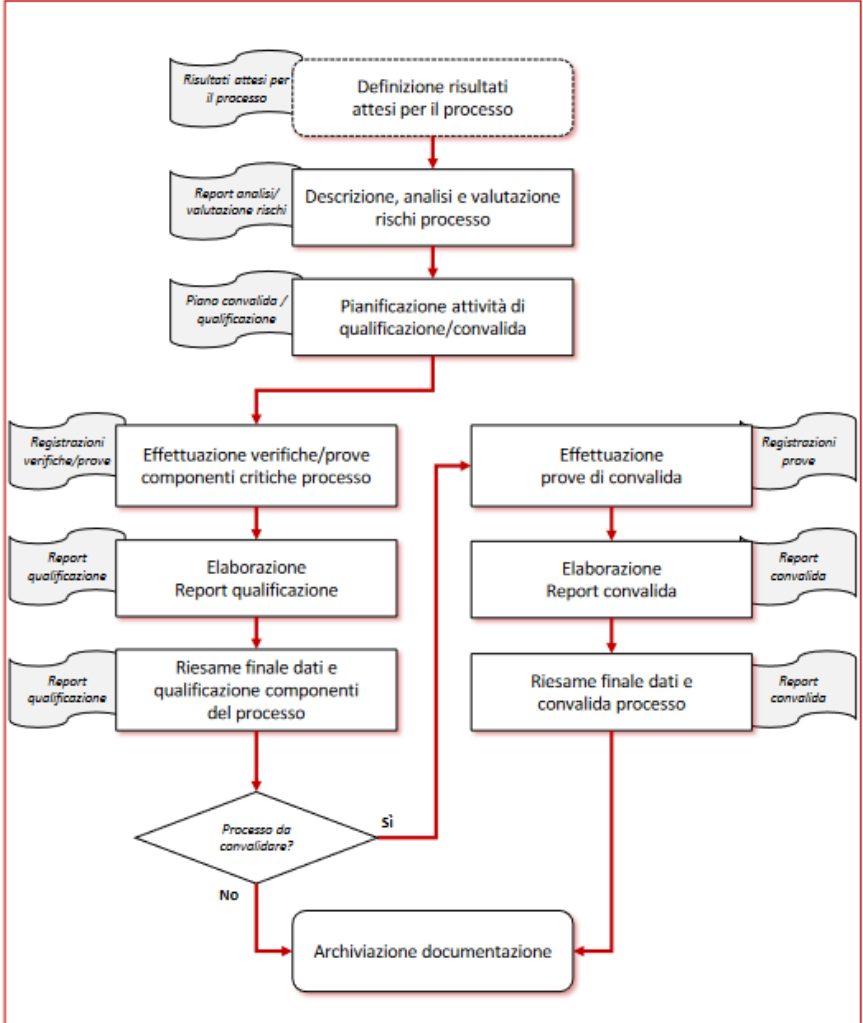 Risultati attesi per
il processo
Definizione risultati
attesi per il processo
Report analisi/
valutazione rischi
Descrizione, analisi e valutazione
rischi processo
Piano convalida /
qualificazione
Pianificazione attività di
qualificazione/convalida
Registrazioni
verifiche/prove
Effettuazione verifiche/prove
componenti critiche processo
Effettuazione
prove di convalida
Registrazioni
prove
Report
qualificazione
Elaborazione
Report qualificazione
Elaborazione
Report convalida
Report
convalida
Report
qualificazione
Riesame finale dati e
qualificazione componenti
del processo
Riesame finale dati e
convalida processo
Report
convalida
Processo da
convalidare?
Sì
No
Archiviazione documentazione